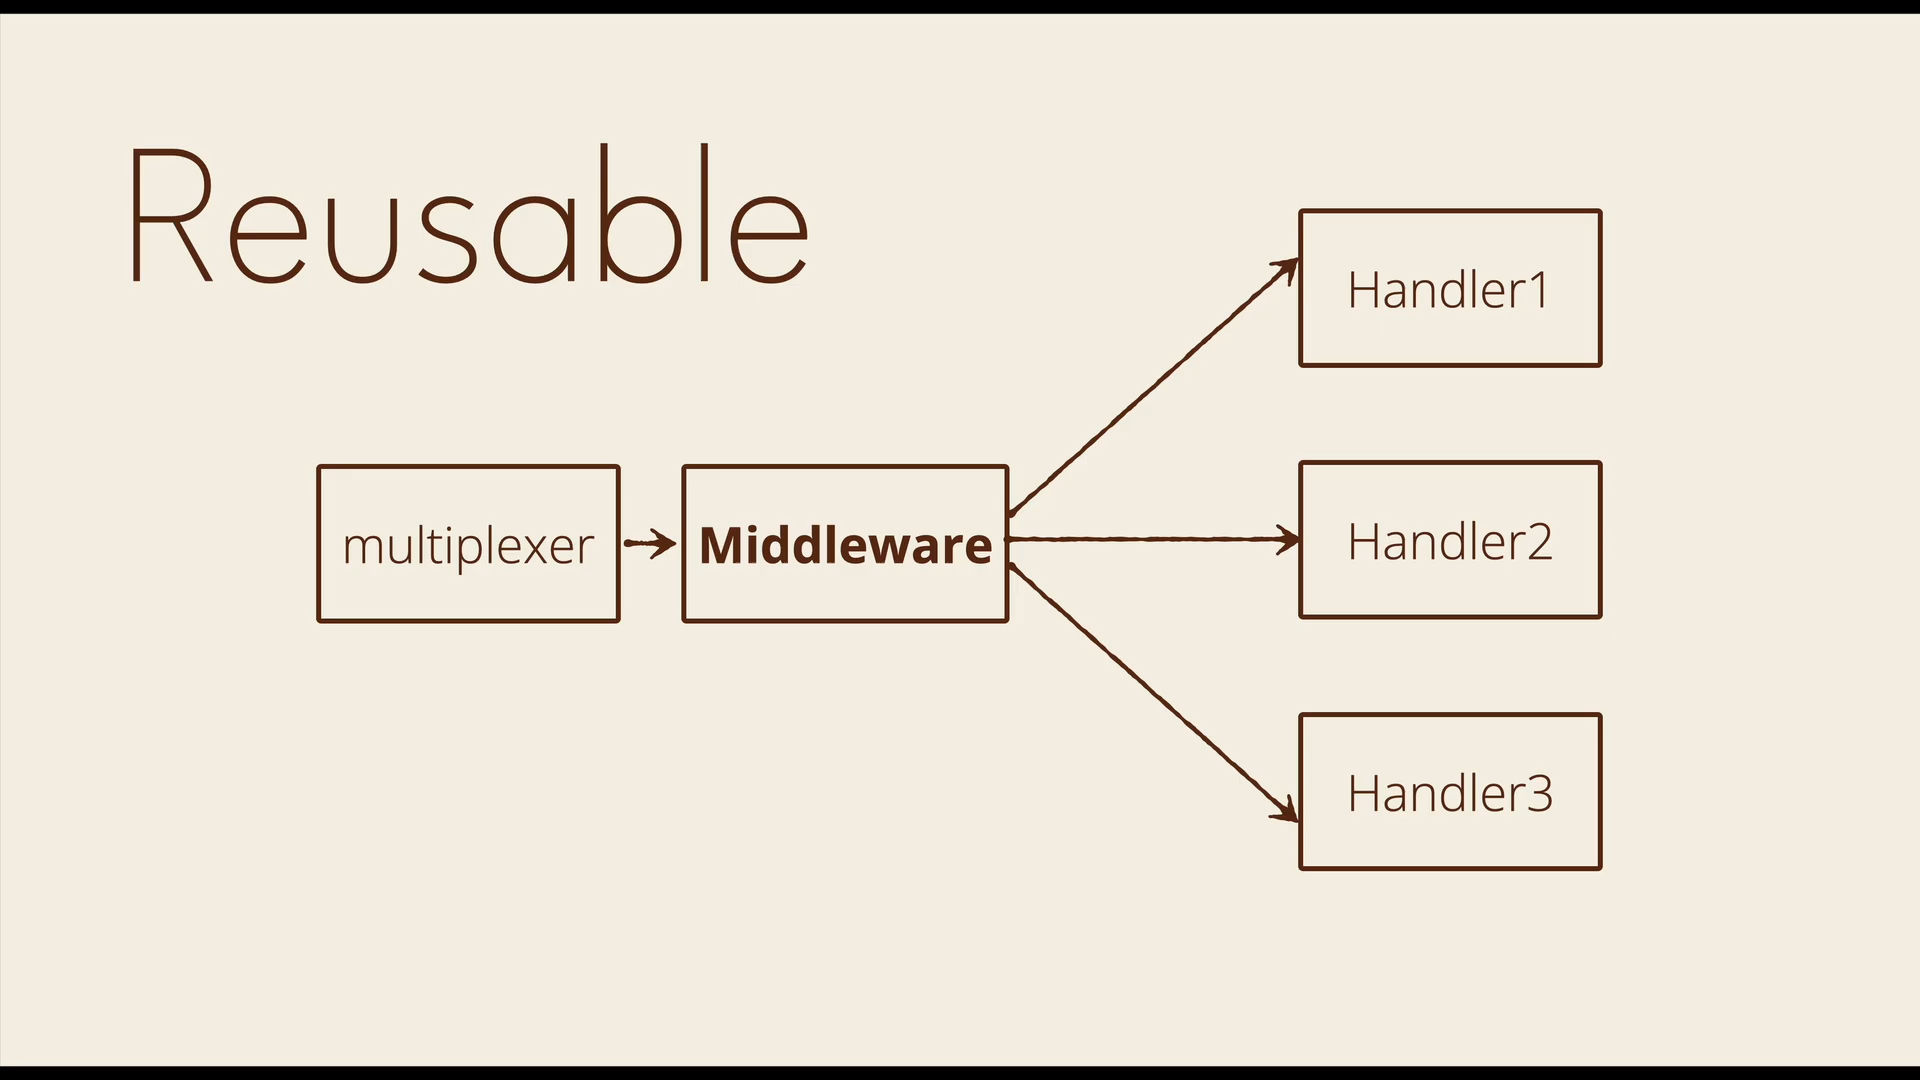 Reusable
multiplexer
Middleware
Handler1
Handler2
Handler3